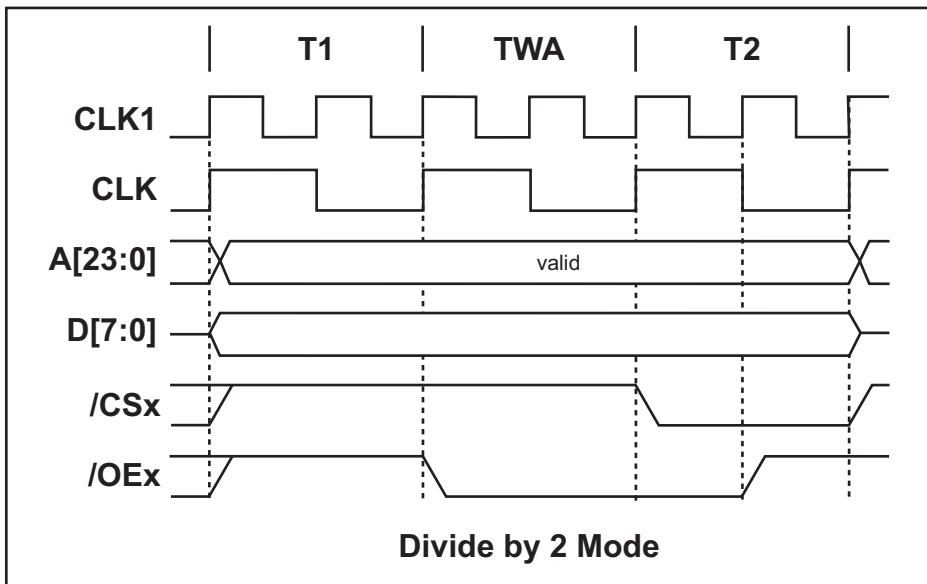 T1 TWA T2
CLK1
CLK
A[23:0] valid
D[7:0]
/CSx
/OEx
Divide by 2 Mode